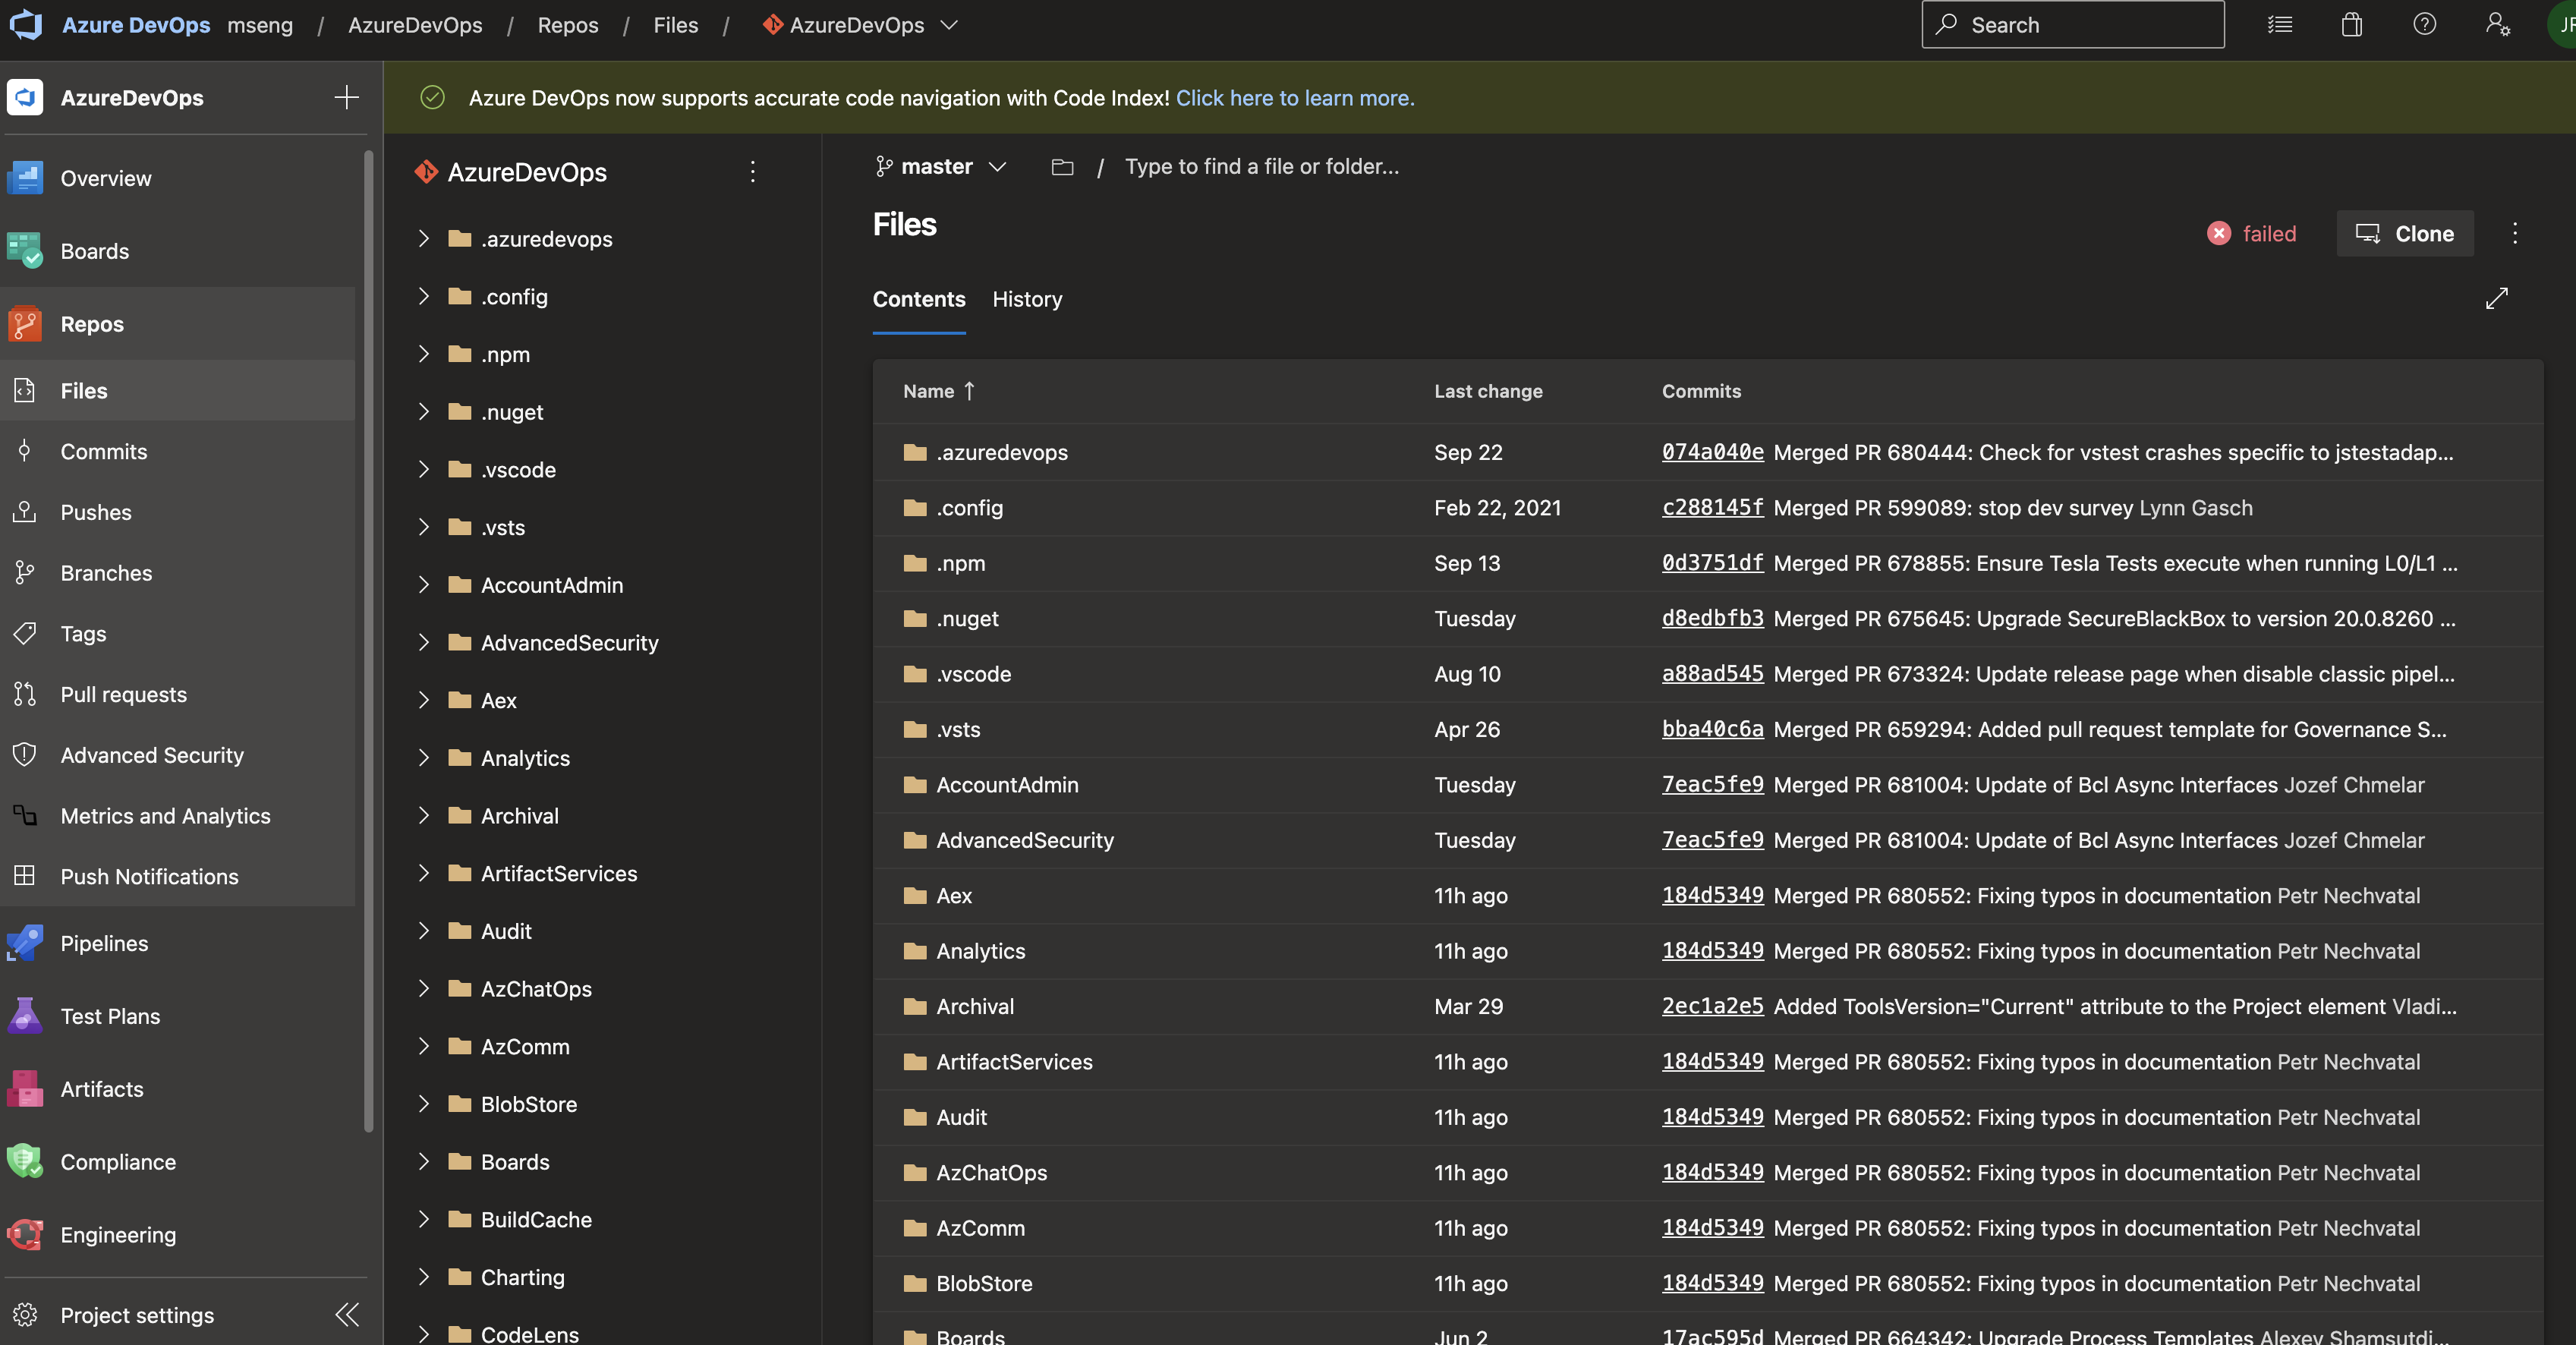 Azure DevOps mseng / AzureDevOps / Repos / Files / AzureDevOps
Search
JR
AzureDevOps
Overview
Boards
Repos
Files
Commits
Pushes
Branches
Tags
Pull requests
Advanced Security
Metrics and Analytics
Push Notifications
Pipelines
Test Plans
Artifacts
Compliance
Engineering
Project settings
Azure DevOps now supports accurate code navigation with Code Index! Click here to learn more.
AzureDevOps
.azuredevops
.config
.npm
.nuget
.vscode
.vsts
AccountAdmin
AdvancedSecurity
Aex
Analytics
Archival
ArtifactServices
Audit
AzChatOps
AzComm
BlobStore
Boards
BuildCache
Charting
CodeLens
master / Type to find a file or folder...
Files
failed
Clone
Contents History
Name Last change Commits
.azuredevops Sep 22 074a040e Merged PR 680444: Check for vstest crashes specific to jstestadap...
.config Feb 22, 2021 c288145f Merged PR 599089: stop dev survey Lynn Gasch
.npm Sep 13 0d3751df Merged PR 678855: Ensure Tesla Tests execute when running L0/L1 ...
.nuget Tuesday d8edbfb3 Merged PR 675645: Upgrade SecureBlackBox to version 20.0.8260 ...
.vscode Aug 10 a88ad545 Merged PR 673324: Update release page when disable classic pipel...
.vsts Apr 26 bba40c6a Merged PR 659294: Added pull request template for Governance S...
AccountAdmin Tuesday 7eac5fe9 Merged PR 681004: Update of Bcl Async Interfaces Jozef Chmelar
AdvancedSecurity Tuesday 7eac5fe9 Merged PR 681004: Update of Bcl Async Interfaces Jozef Chmelar
Aex 11h ago 184d5349 Merged PR 680552: Fixing typos in documentation Petr Nechvatal
Analytics 11h ago 184d5349 Merged PR 680552: Fixing typos in documentation Petr Nechvatal
Archival Mar 29 2ec1a2e5 Added ToolsVersion="Current" attribute to the Project element Vladi...
ArtifactServices 11h ago 184d5349 Merged PR 680552: Fixing typos in documentation Petr Nechvatal
Audit 11h ago 184d5349 Merged PR 680552: Fixing typos in documentation Petr Nechvatal
AzChatOps 11h ago 184d5349 Merged PR 680552: Fixing typos in documentation Petr Nechvatal
AzComm 11h ago 184d5349 Merged PR 680552: Fixing typos in documentation Petr Nechvatal
BlobStore 11h ago 184d5349 Merged PR 680552: Fixing typos in documentation Petr Nechvatal
Boards Jun 2 17ac595d Merged PR 664342: Upgrade Process Templates Alexey Shamsutdi...